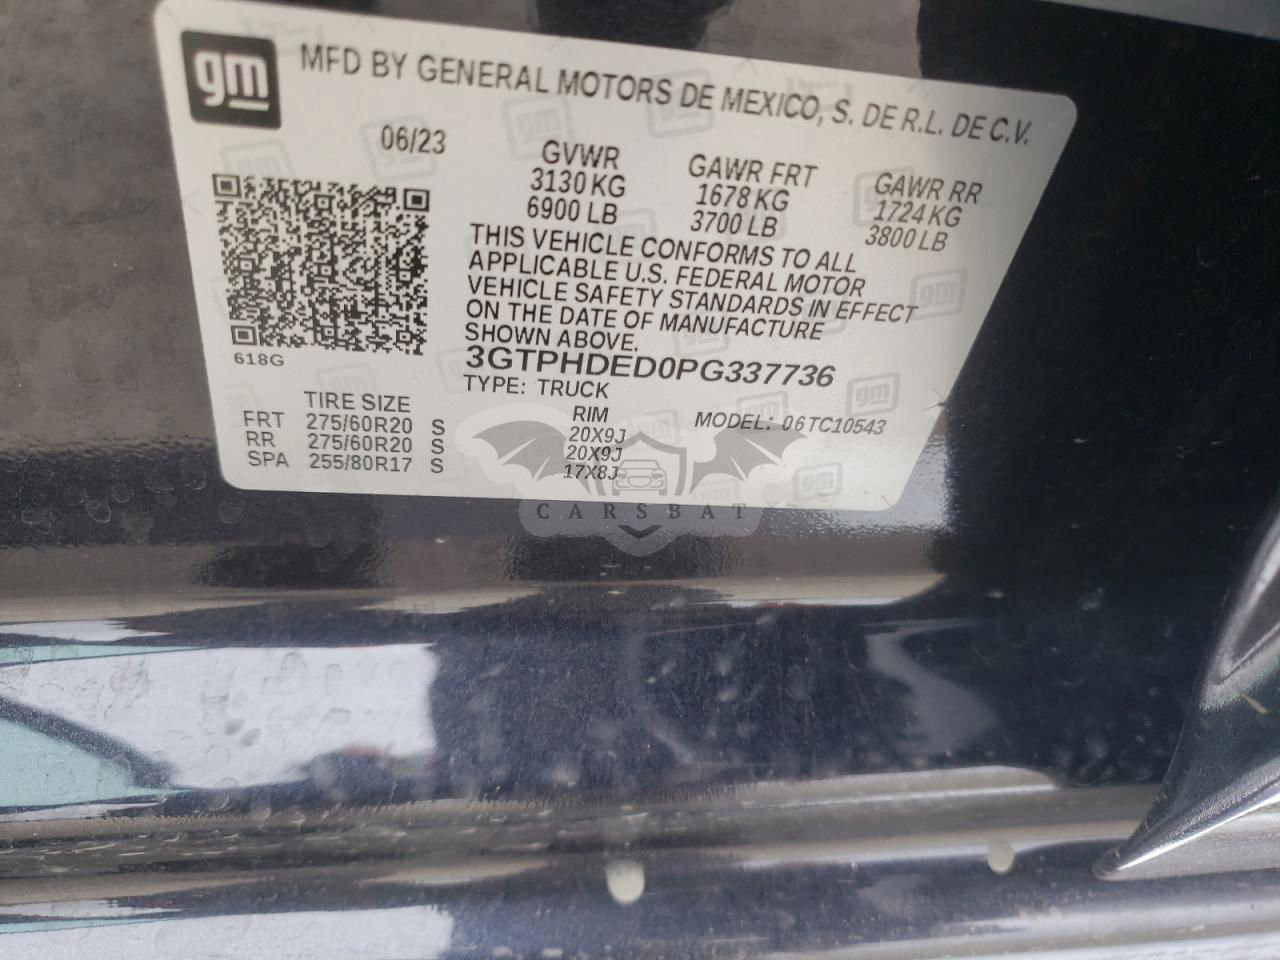 gm
MFD BY GENERAL MOTORS DE MEXICO, S. DE R.L. DE C.V.
06/23
GVWR
3130 KG
6900 LB
GAWR FRT
1678 KG
3700 LB
GAWR RR
1724 KG
3800 LB
THIS VEHICLE CONFORMS TO ALL
APPLICABLE U.S. FEDERAL MOTOR
VEHICLE SAFETY STANDARDS IN EFFECT
ON THE DATE OF MANUFACTURE
SHOWN ABOVE.
3GTPHDED0PG337736
TYPE: TRUCK
618G
TIRE SIZE RIM MODEL: 06TC10543
FRT 275/60R20 S 20X9J
RR 275/60R20 S 20X9J
SPA 255/80R17 S 17X8J
CARSBAT